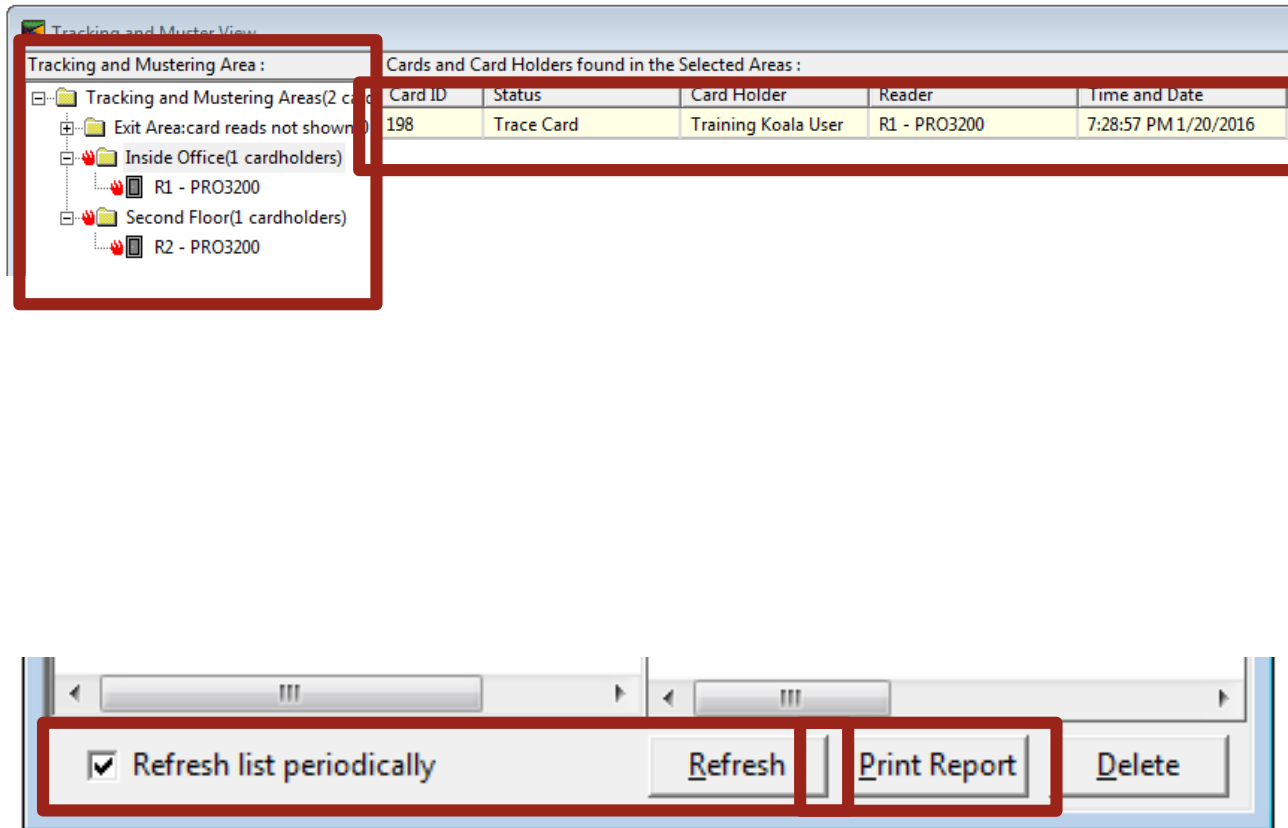 Tracking and Muster View
Tracking and Mustering Area :
Cards and Card Holders found in the Selected Areas :
Tracking and Mustering Areas(2
Card ID Status Card Holder Reader Time and Date
Exit Area:card reads not shown
198 Trace Card Training Koala User R1 - PRO3200 7:28:57 PM 1/20/2016
Inside Office(1 cardholders)
R1 - PRO3200
Second Floor(1 cardholders)
R2 - PRO3200
Refresh list periodically Refresh Print Report Delete